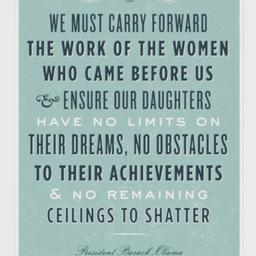 WE MUST CARRY FORWARD
THE WORK OF THE WOMEN
WHO CAME BEFORE US
& ENSURE OUR DAUGHTERS
HAVE NO LIMITS ON
THEIR DREAMS, NO OBSTACLES
TO THEIR ACHIEVEMENTS
& NO REMAINING
CEILINGS TO SHATTER
President Barack Obama